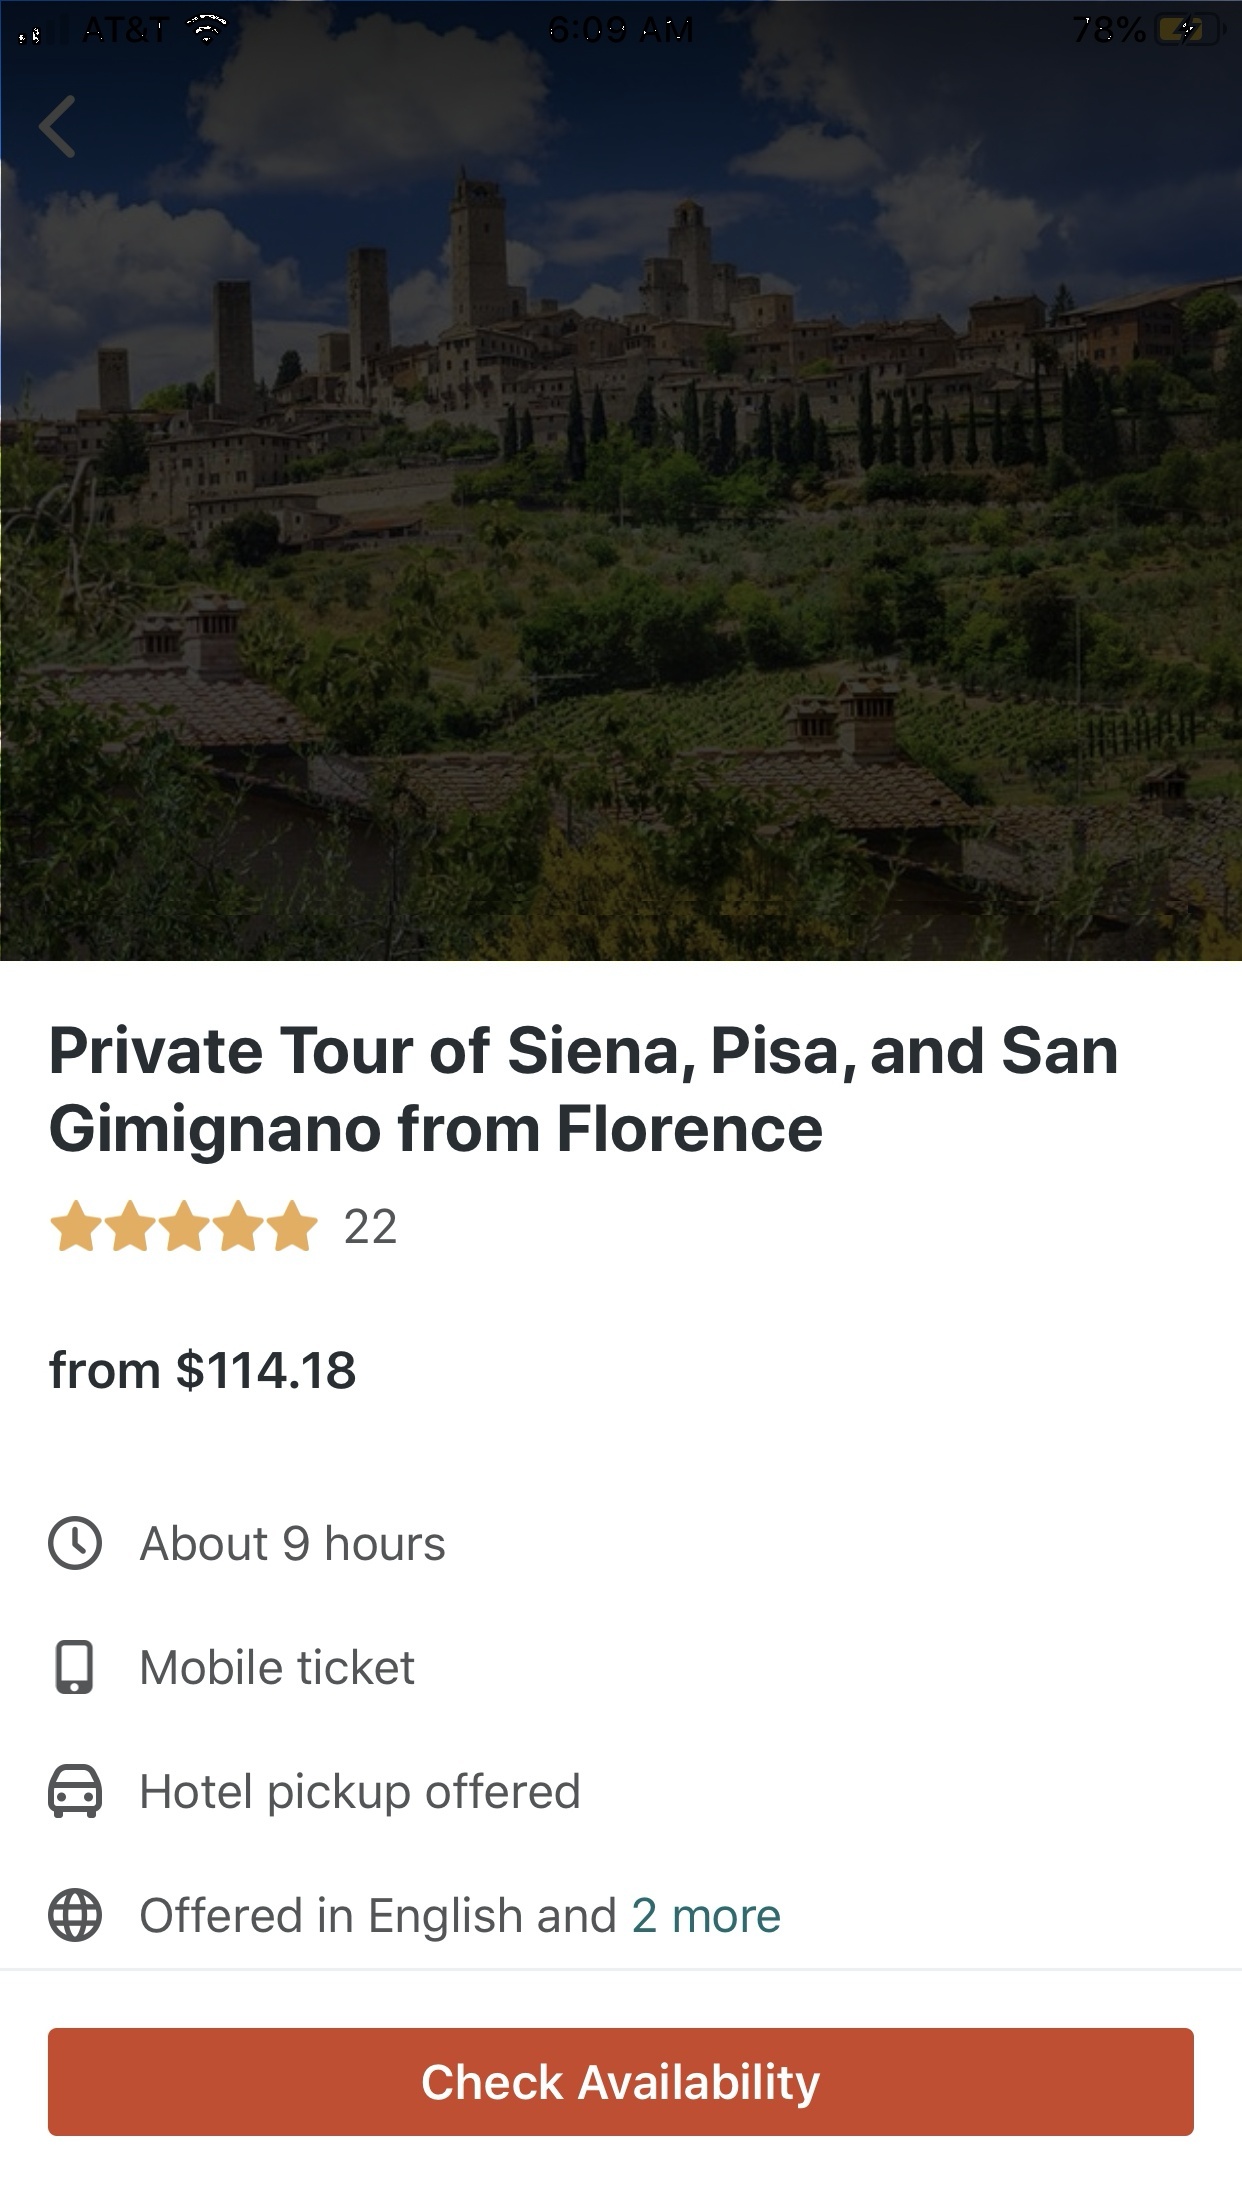 AT&T 6:09 AM 78%
Private Tour of Siena, Pisa, and San
Gimignano from Florence
22
from $114.18
About 9 hours
Mobile ticket
Hotel pickup offered
Offered in English and 2 more
Check Availability